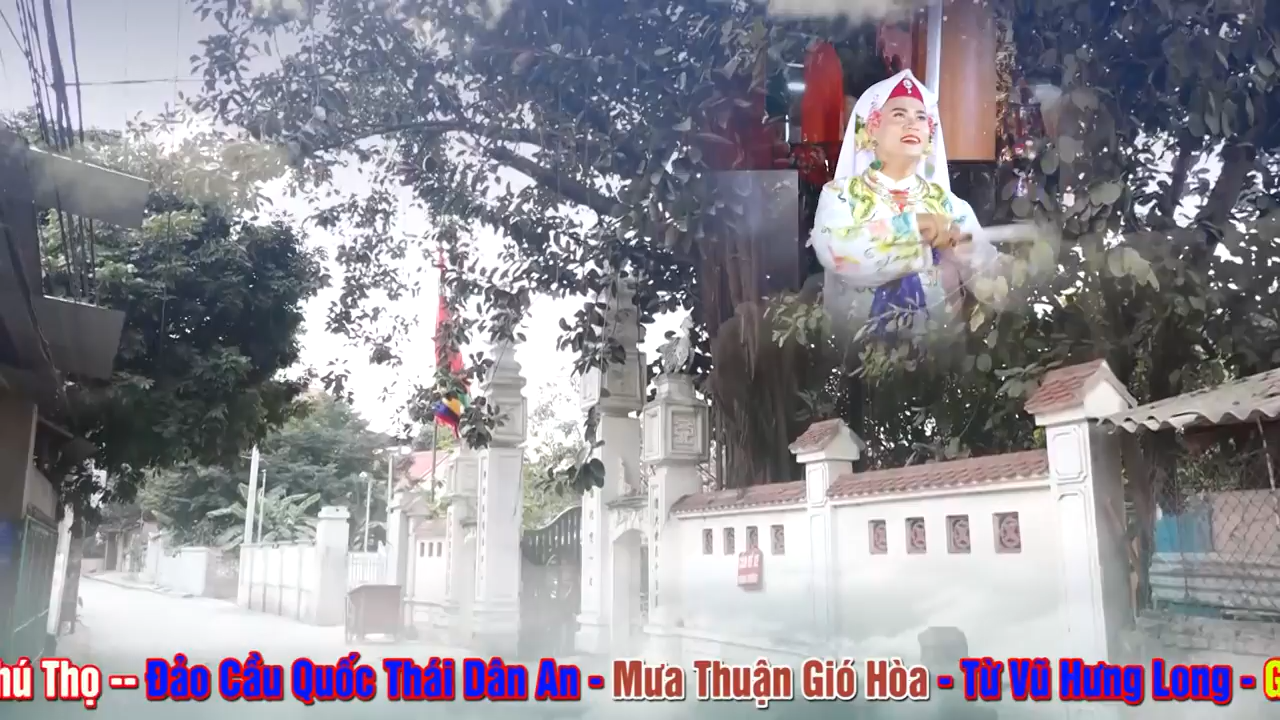 hú Thọ -- Đảo Cầu Quốc Thái Dân An - Mưa Thuận Gió Hòa - Từ Vũ Hưng Long - G